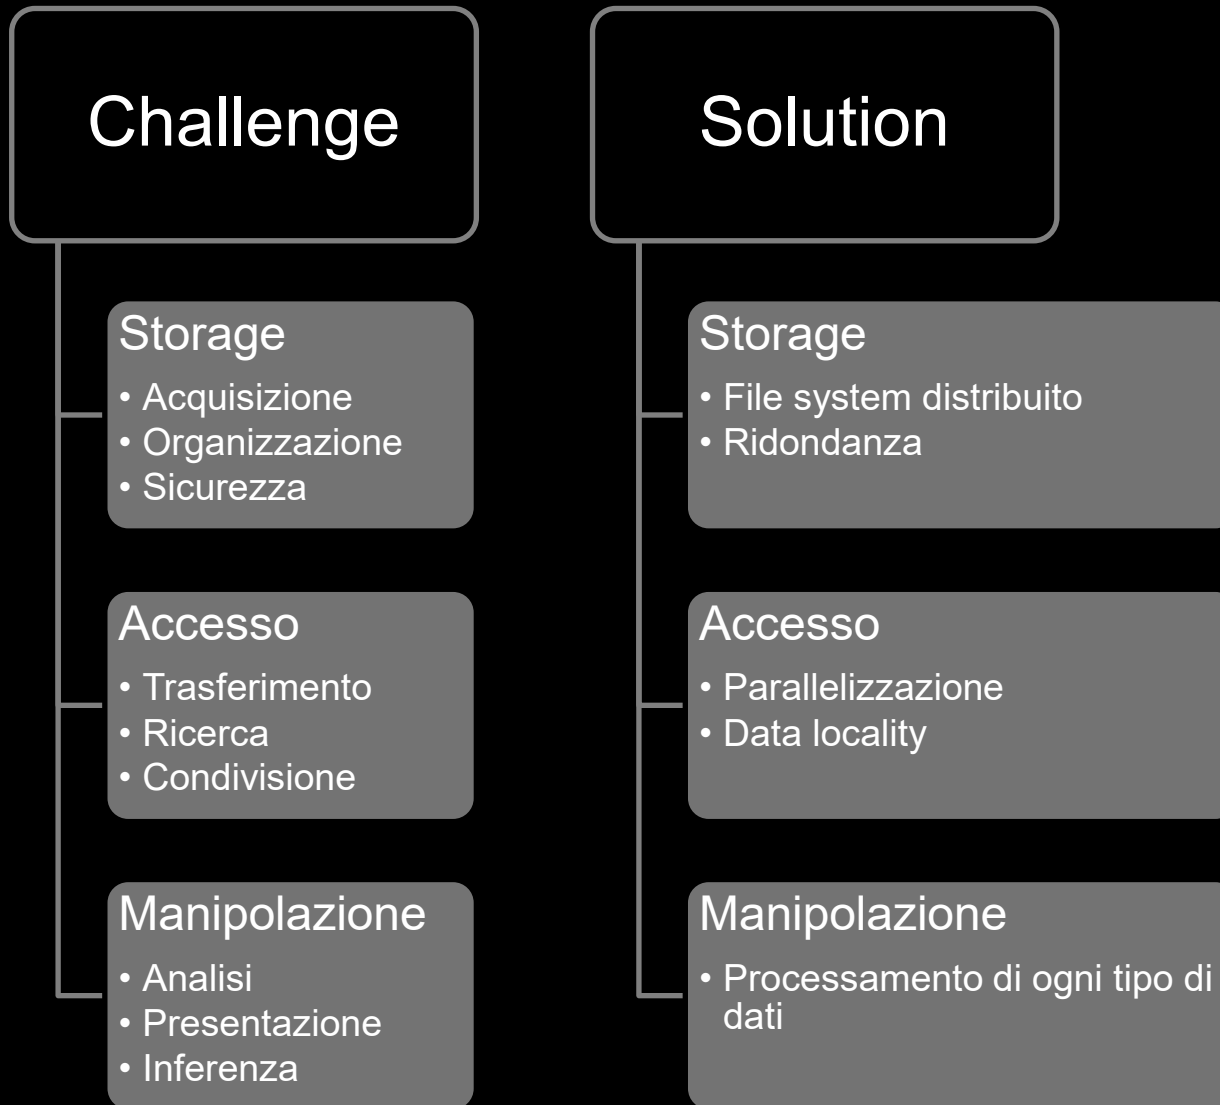 Challenge
Storage
• Acquisizione
• Organizzazione
• Sicurezza
Accesso
• Trasferimento
• Ricerca
• Condivisione
Manipolazione
• Analisi
• Presentazione
• Inferenza
Solution
Storage
• File system distribuito
• Ridondanza
Accesso
• Parallelizzazione
• Data locality
Manipolazione
• Processamento di ogni tipo di
dati